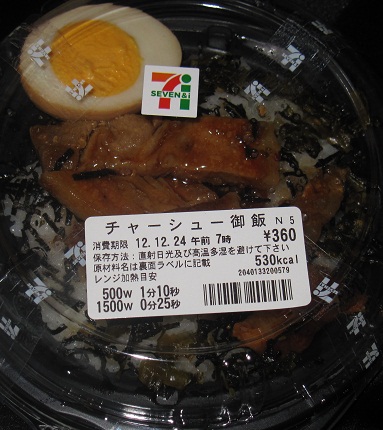 7
SEVEN&i
チャーシュー御飯 N 5
消費期限 12.12.24 午前 7時 ¥360
保存方法：直射日光及び高温多湿を避けて下さい
原材料名は裏面ラベルに記載 530kcal
レンジ加熱目安 2040133200579
500W 1分10秒
1500W 0分25秒